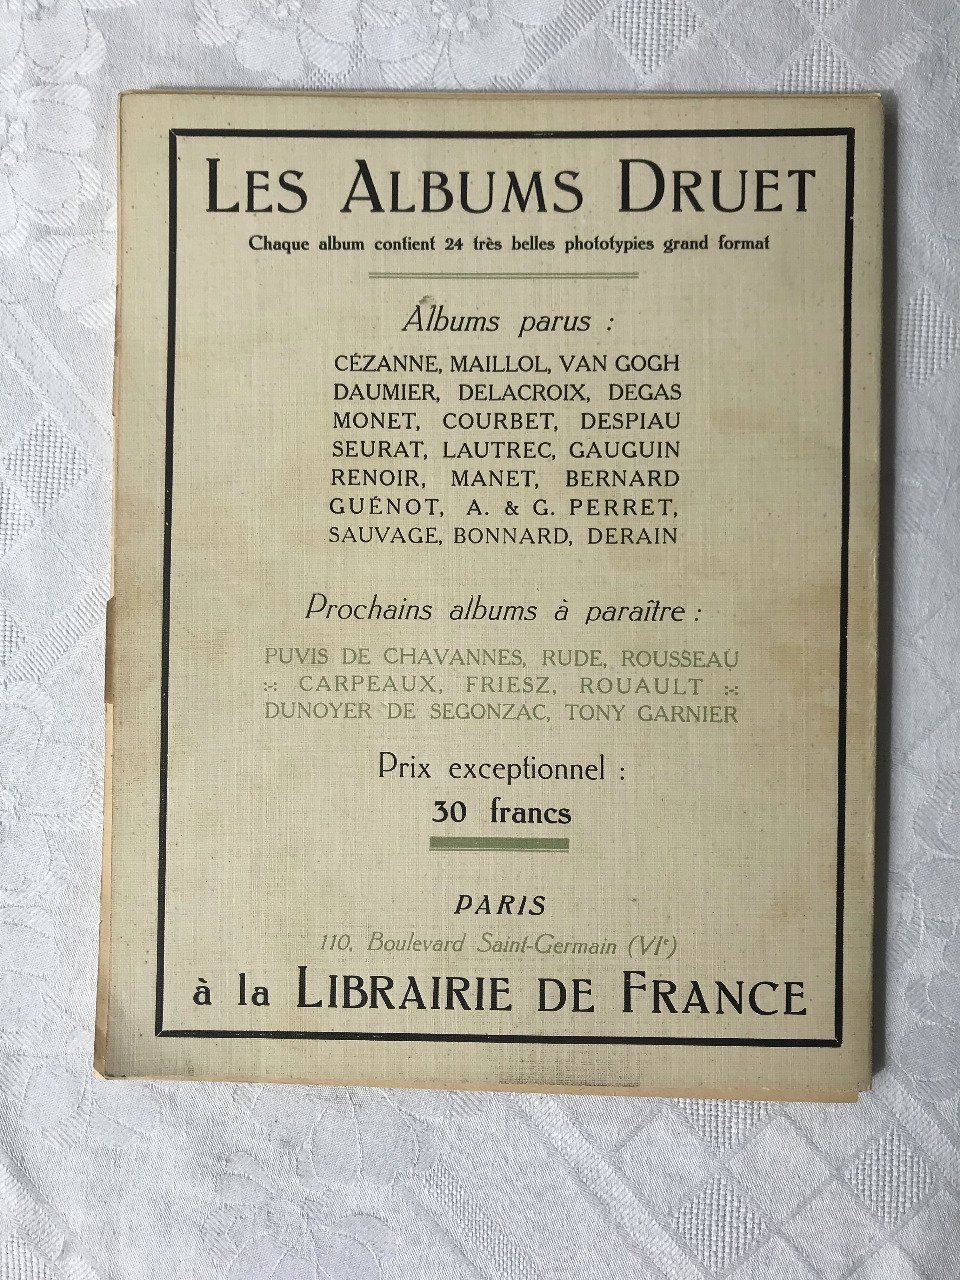 LES ALBUMS DRUET
Chaque album contient 24 très belles phototypies grand format
Albums parus :
CÉZANNE, MAILLOL, VAN GOGH
DAUMIER, DELACROIX, DEGAS
MONET, COURBET, DESPIAU
SEURAT, LAUTREC, GAUGUIN
RENOIR, MANET, BERNARD
GUÉNOT, A. & G. PERRET,
SAUVAGE, BONNARD, DERAIN
Prochains albums à paraître :
PUVIS DE CHAVANNES, RUDE, ROUSSEAU
CARPEAUX, FRIESZ, ROUAULT
DUNOYER DE SEGONZAC, TONY GARNIER
Prix exceptionnel :
30 francs
PARIS
110, Boulevard Saint-Germain (VIe)
à la LIBRAIRIE DE FRANCE